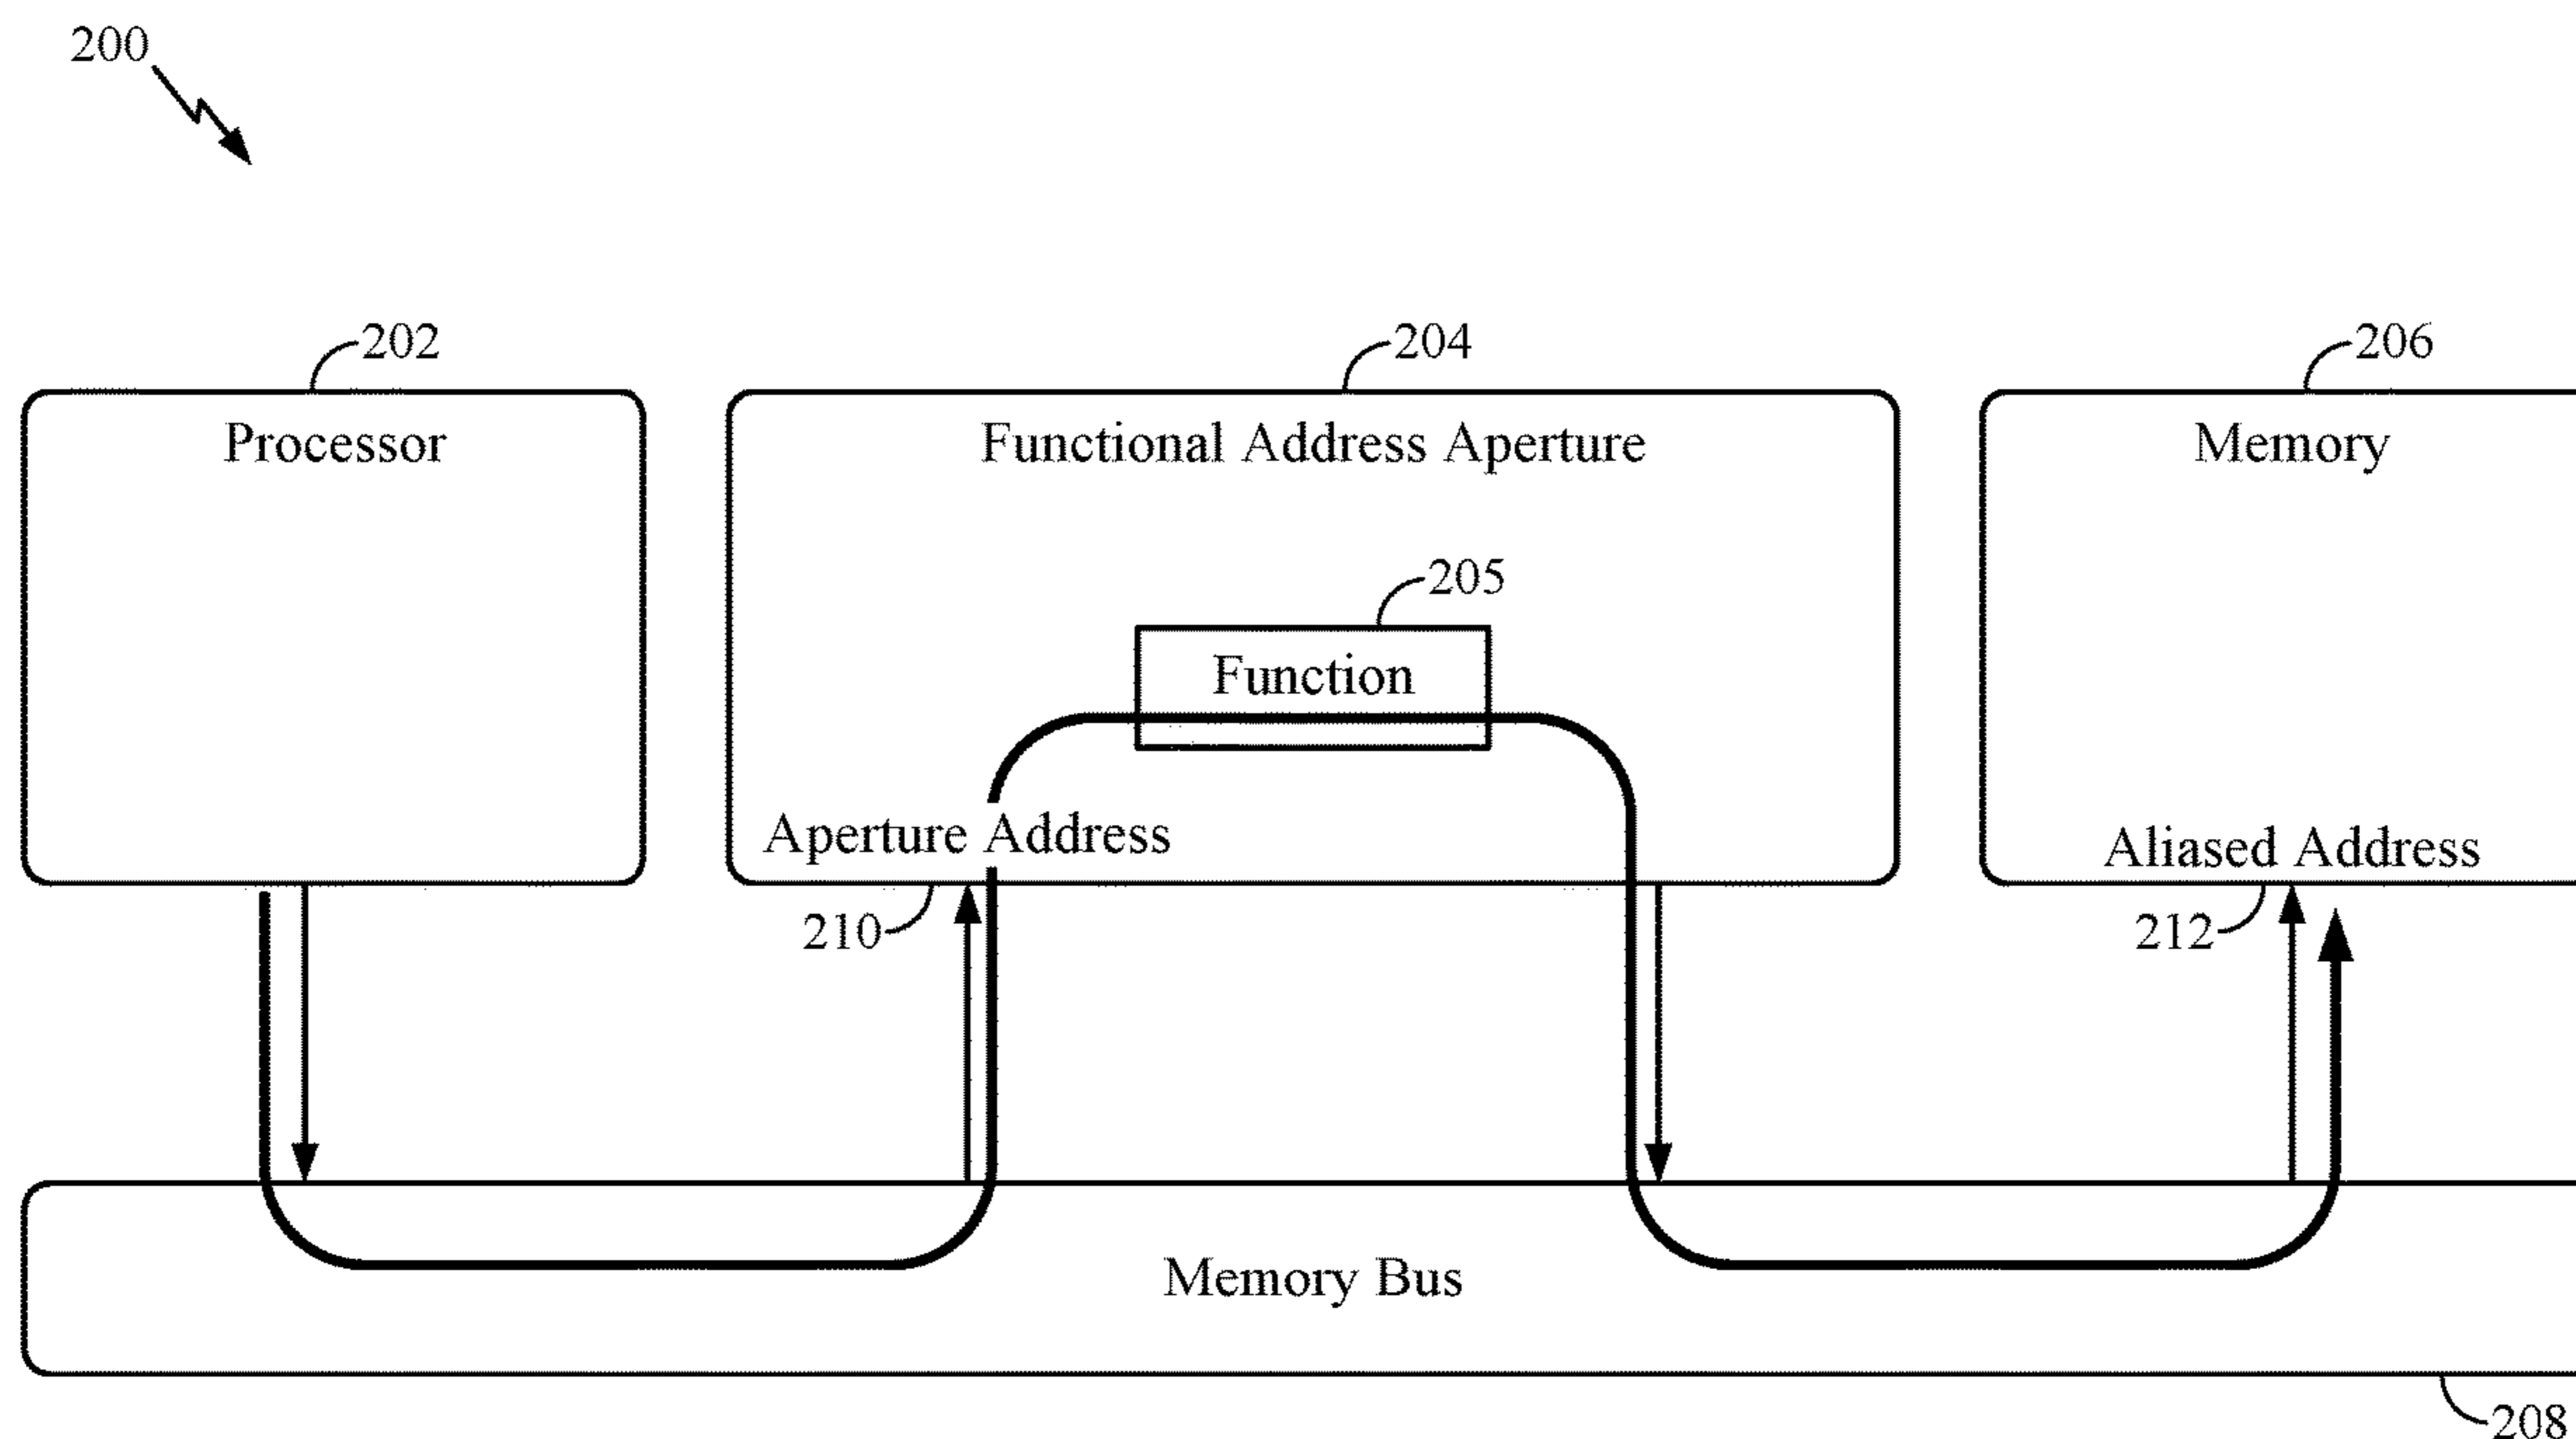 200
202
204
206
Processor
Functional Address Aperture
Memory
205
Function
Aperture Address
Aliased Address
210
212
Memory Bus
208